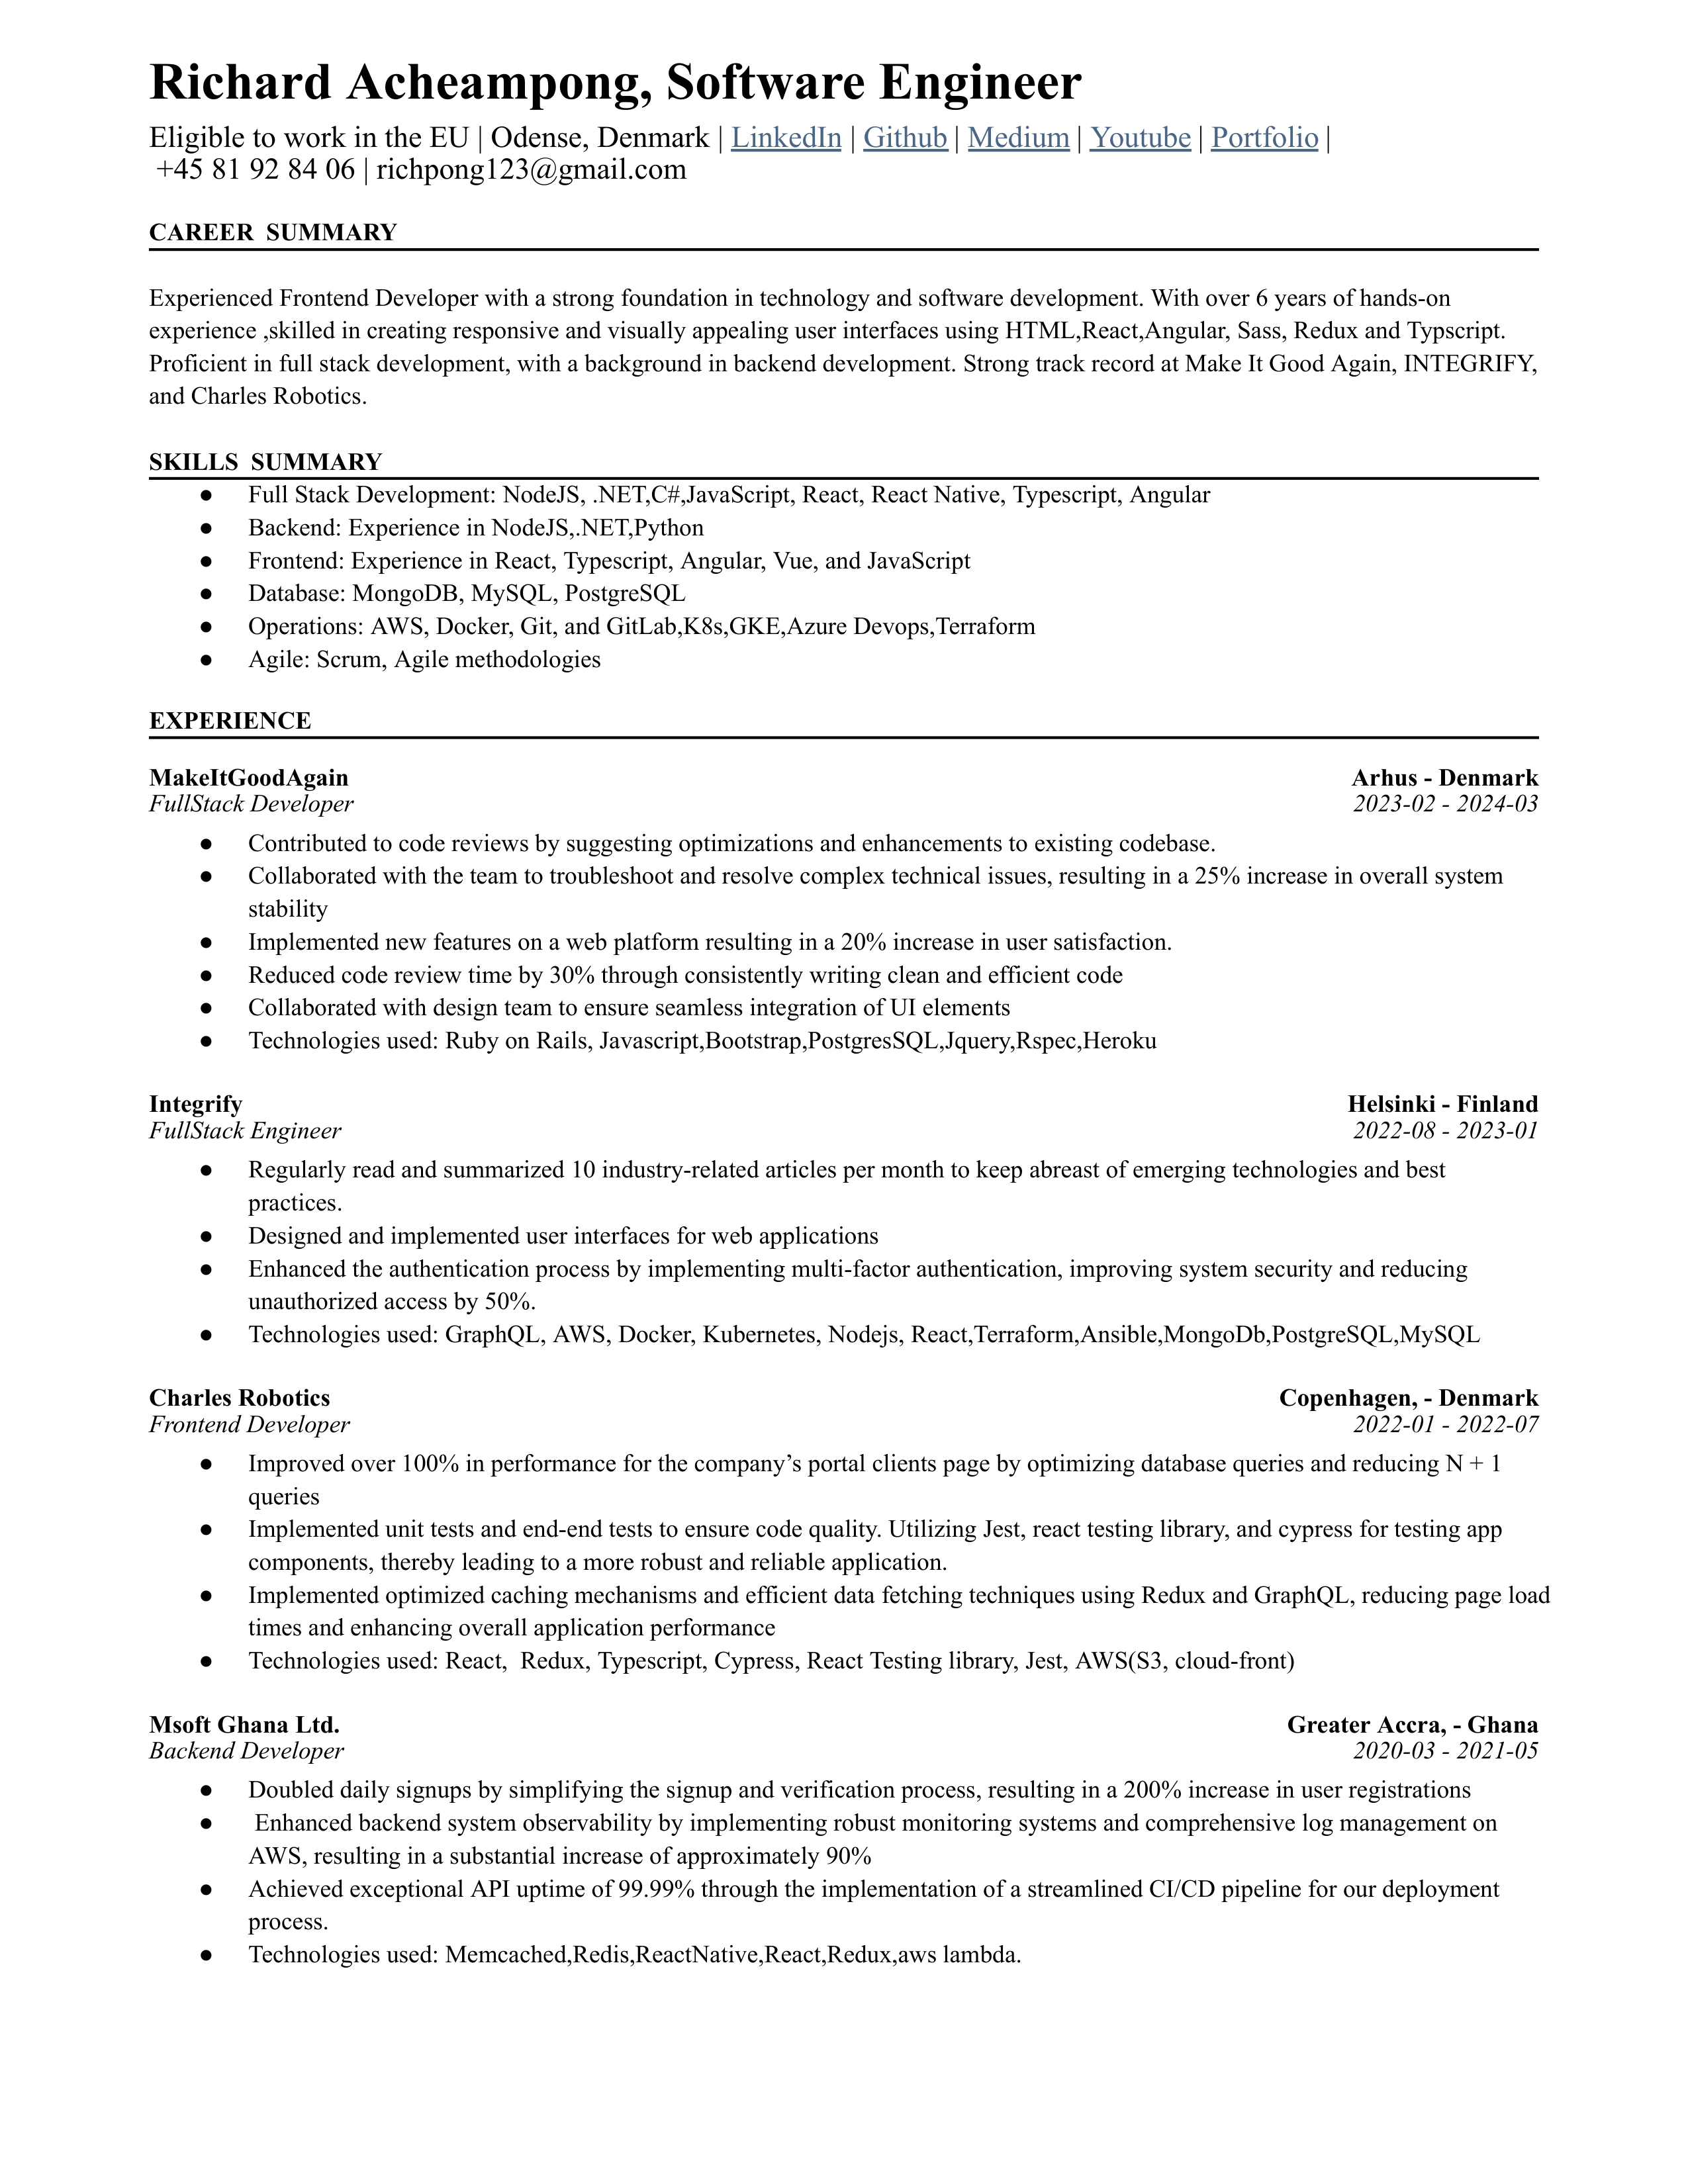 Richard Acheampong, Software Engineer
Eligible to work in the EU | Odense, Denmark | LinkedIn | Github | Medium | Youtube | Portfolio |
+45 81 92 84 06 | richpong123@gmail.com
CAREER SUMMARY
Experienced Frontend Developer with a strong foundation in technology and software development. With over 6 years of hands-on
experience ,skilled in creating responsive and visually appealing user interfaces using HTML,React,Angular, Sass, Redux and Typscript.
Proficient in full stack development, with a background in backend development. Strong track record at Make It Good Again, INTEGRIFY,
and Charles Robotics.
SKILLS SUMMARY
● Full Stack Development: NodeJS, .NET,C#,JavaScript, React, React Native, Typescript, Angular
● Backend: Experience in NodeJS,.NET,Python
● Frontend: Experience in React, Typescript, Angular, Vue, and JavaScript
● Database: MongoDB, MySQL, PostgreSQL
● Operations: AWS, Docker, Git, and GitLab,K8s,GKE,Azure Devops,Terraform
● Agile: Scrum, Agile methodologies
EXPERIENCE
MakeItGoodAgain Arhus - Denmark
FullStack Developer 2023-02 - 2024-03
● Contributed to code reviews by suggesting optimizations and enhancements to existing codebase.
● Collaborated with the team to troubleshoot and resolve complex technical issues, resulting in a 25% increase in overall system
stability
● Implemented new features on a web platform resulting in a 20% increase in user satisfaction.
● Reduced code review time by 30% through consistently writing clean and efficient code
● Collaborated with design team to ensure seamless integration of UI elements
● Technologies used: Ruby on Rails, Javascript,Bootstrap,PostgresSQL,Jquery,Rspec,Heroku
Integrify Helsinki - Finland
FullStack Engineer 2022-08 - 2023-01
● Regularly read and summarized 10 industry-related articles per month to keep abreast of emerging technologies and best
practices.
● Designed and implemented user interfaces for web applications
● Enhanced the authentication process by implementing multi-factor authentication, improving system security and reducing
unauthorized access by 50%.
● Technologies used: GraphQL, AWS, Docker, Kubernetes, Nodejs, React,Terraform,Ansible,MongoDb,PostgreSQL,MySQL
Charles Robotics Copenhagen, - Denmark
Frontend Developer 2022-01 - 2022-07
● Improved over 100% in performance for the company’s portal clients page by optimizing database queries and reducing N + 1
queries
● Implemented unit tests and end-end tests to ensure code quality. Utilizing Jest, react testing library, and cypress for testing app
components, thereby leading to a more robust and reliable application.
● Implemented optimized caching mechanisms and efficient data fetching techniques using Redux and GraphQL, reducing page load
times and enhancing overall application performance
● Technologies used: React, Redux, Typescript, Cypress, React Testing library, Jest, AWS(S3, cloud-front)
Msoft Ghana Ltd. Greater Accra, - Ghana
Backend Developer 2020-03 - 2021-05
● Doubled daily signups by simplifying the signup and verification process, resulting in a 200% increase in user registrations
● Enhanced backend system observability by implementing robust monitoring systems and comprehensive log management on
AWS, resulting in a substantial increase of approximately 90%
● Achieved exceptional API uptime of 99.99% through the implementation of a streamlined CI/CD pipeline for our deployment
process.
● Technologies used: Memcached,Redis,ReactNative,React,Redux,aws lambda.